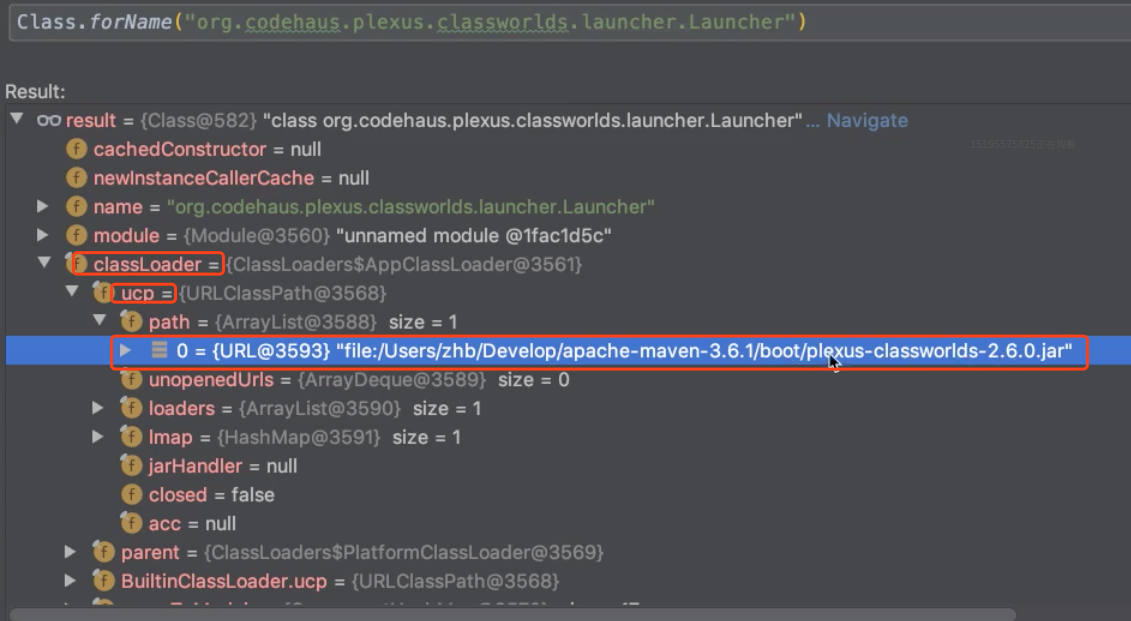 Class.forName("org.codehaus.plexus.classworlds.launcher.Launcher")
Result:
result = {Class@582} "class org.codehaus.plexus.classworlds.launcher.Launcher"... Navigate
cachedConstructor = null
newInstanceCallerCache = null
name = "org.codehaus.plexus.classworlds.launcher.Launcher"
module = {Module@3560} "unnamed module @1fac1d5c"
classLoader = {ClassLoaders$AppClassLoader@3561}
ucp = {URLClassPath@3568}
path = {ArrayList@3588} size = 1
0 = {URL@3593} "file:/Users/zhb/Develop/apache-maven-3.6.1/boot/plexus-classworlds-2.6.0.jar"
unopenedUrls = {ArrayDeque@3589} size = 0
loaders = {ArrayList@3590} size = 1
lmap = {HashMap@3591} size = 1
jarHandler = null
closed = false
acc = null
parent = {ClassLoaders$PlatformClassLoader@3569}
BuiltinClassLoader.ucp = {URLClassPath@3568}